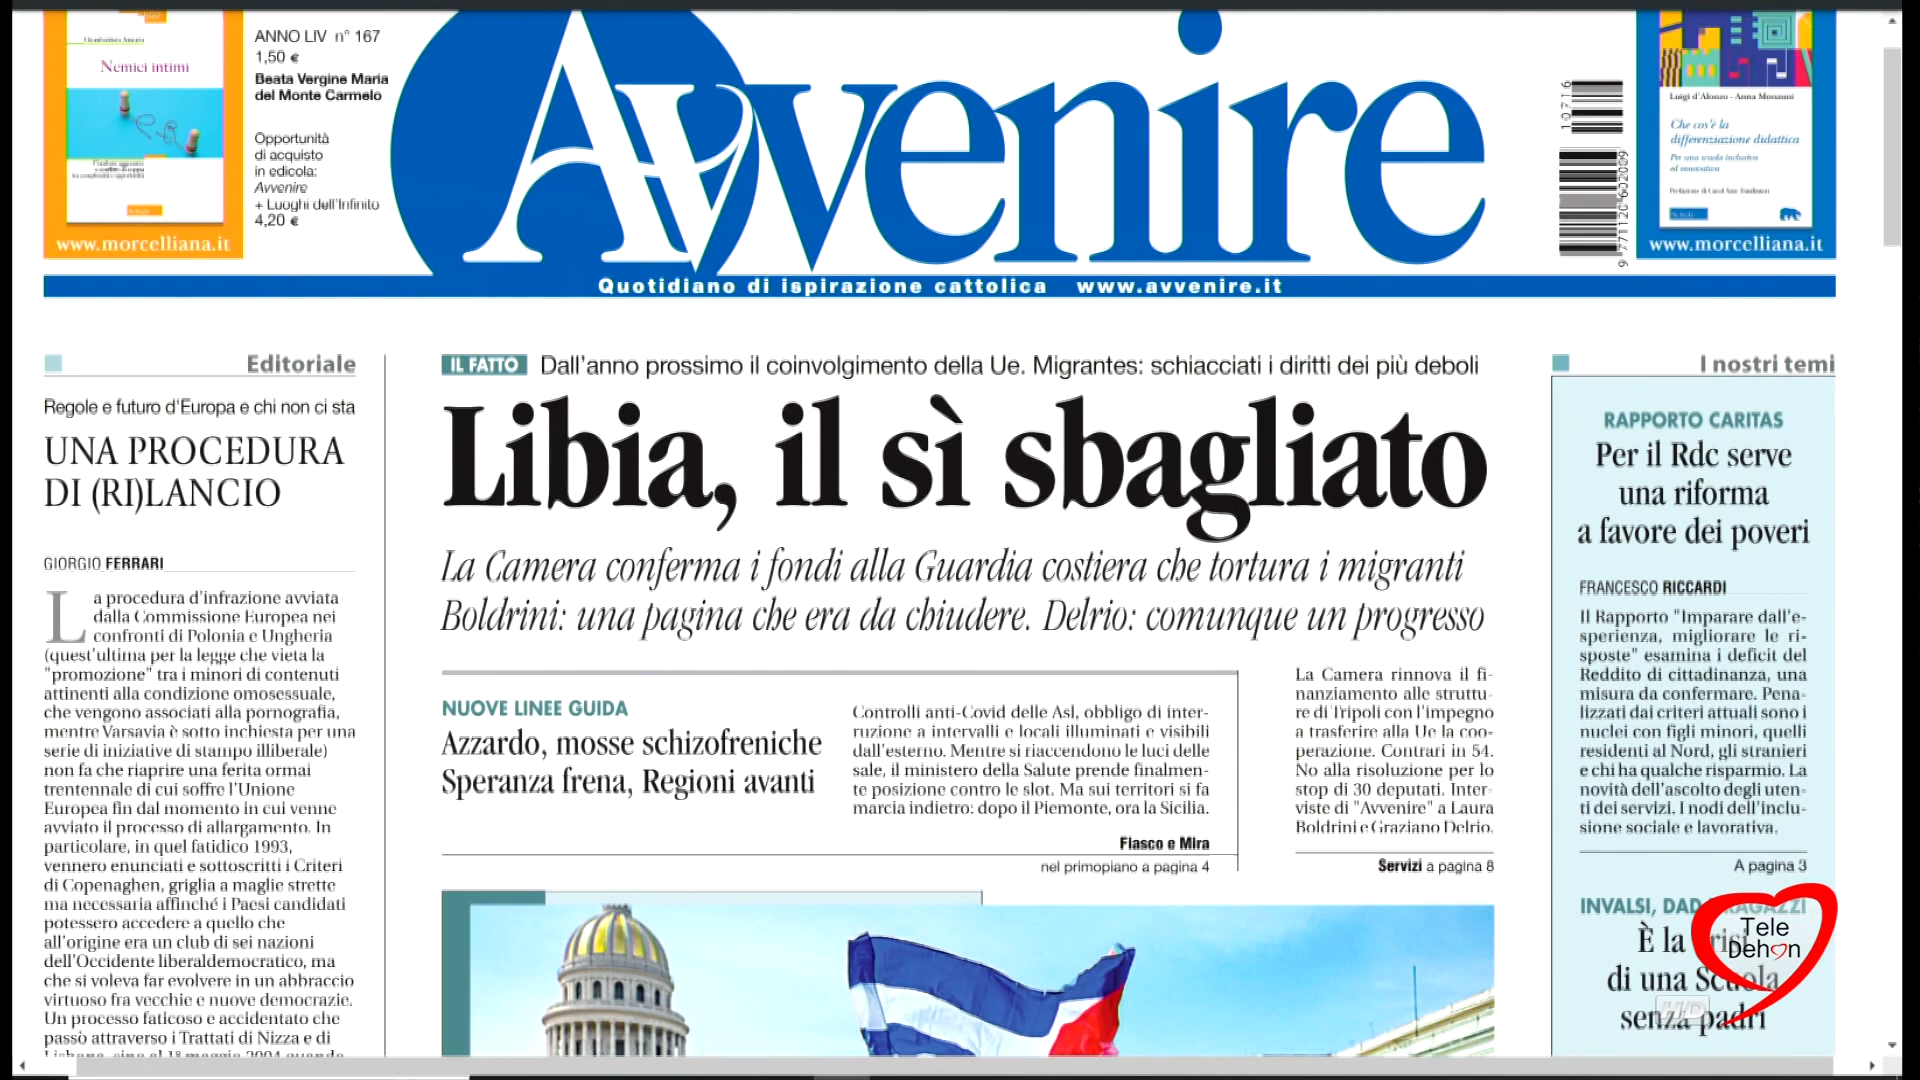 Nemici intimi
www.morcelliana.it
ANNO LIV n° 167
1,50 €
Beata Vergine Maria
del Monte Carmelo
Opportunità
di acquisto
in edicola:
Avvenire
+ Luoghi dell'Infinito
4,20 €
Avvenire
Quotidiano di ispirazione cattolica www.avvenire.it
10716
9 771120 602009
Luigi d'Alonzo - Anna Monauni
Che cos'è la
differenziazione didattica
Per una scuola inclusiva
ed innovativa
www.morcelliana.it
Editoriale
Regole e futuro d'Europa e chi non ci sta
UNA PROCEDURA
DI (RI)LANCIO
GIORGIO FERRARI
La procedura d'infrazione avviata
dalla Commissione Europea nei
confronti di Polonia e Ungheria
(quest'ultima per la legge che vieta la
"promozione" tra i minori di contenuti
attinenti alla condizione omosessuale,
che vengono associati alla pornografia,
mentre Varsavia è sotto inchiesta per una
serie di iniziative di stampo illiberale)
non fa che riaprire una ferita ormai
trentennale di cui soffre l'Unione
Europea fin dal momento in cui venne
avviato il processo di allargamento. In
particolare, in quel fatidico 1993,
vennero enunciati e sottoscritti i Criteri
di Copenaghen, griglia a maglie strette
ma necessaria affinché i Paesi candidati
potessero accedere a quello che
all'origine era un club di sei nazioni
dell'Occidente liberaldemocratico, ma
che si voleva far evolvere in un abbraccio
virtuoso fra vecchie e nuove democrazie.
Un processo faticoso e accidentato che
passò attraverso i Trattati di Nizza e di
IL FATTO Dall'anno prossimo il coinvolgimento della Ue. Migrantes: schiacciati i diritti dei più deboli
Libia, il sì sbagliato
La Camera conferma i fondi alla Guardia costiera che tortura i migranti
Boldrini: una pagina che era da chiudere. Delrio: comunque un progresso
NUOVE LINEE GUIDA
Azzardo, mosse schizofreniche
Speranza frena, Regioni avanti
Controlli anti-Covid delle Asl, obbligo di inter-
ruzione a intervalli e locali illuminati e visibili
dall'esterno. Mentre si riaccendono le luci delle
sale, il ministero della Salute prende finalmen-
te posizione contro le slot. Ma sui territori si fa
marcia indietro: dopo il Piemonte, ora la Sicilia.
Fiasco e Mira
nel primopiano a pagina 4
La Camera rinnova il fi-
nanziamento alle struttu-
re di Tripoli con l'impegno
a trasferire alla Ue la coo-
perazione. Contrari in 54.
No alla risoluzione per lo
stop di 30 deputati. Inter-
viste di "Avvenire" a Laura
Boldrini e Graziano Delrio.
Servizi a pagina 8
I nostri temi
RAPPORTO CARITAS
Per il Rdc serve
una riforma
a favore dei poveri
FRANCESCO RICCARDI
Il Rapporto "Imparare dall'e-
sperienza, migliorare le ri-
sposte" esamina i deficit del
Reddito di cittadinanza, una
misura da confermare. Pena-
lizzati dai criteri attuali sono i
nuclei con figli minori, quelli
residenti al Nord, gli stranieri
e chi ha qualche risparmio. La
novità dell'ascolto degli uten-
ti dei servizi. I nodi dell'inclu-
sione sociale e lavorativa.
A pagina 3
INVALSI, DAD, RAGAZZI
È la crisi
di una Scuola
senza padri
Tele
Dehon
HD